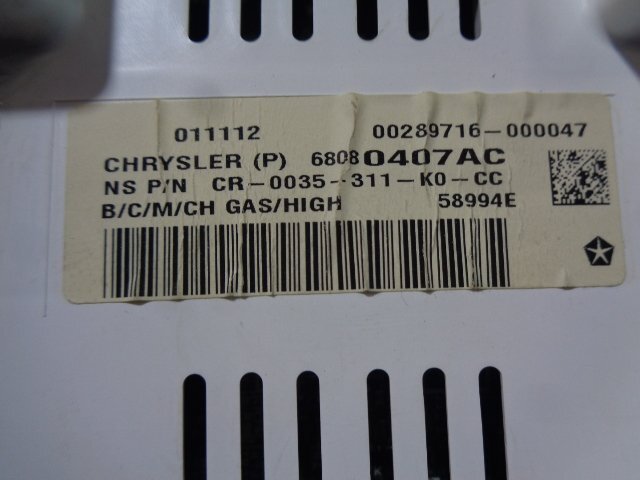 011112 00289716-000047
CHRYSLER (P) 68080407AC
NS P/N CR-0035-311-K0-CC
B/C/M/CH GAS/HIGH 58994E